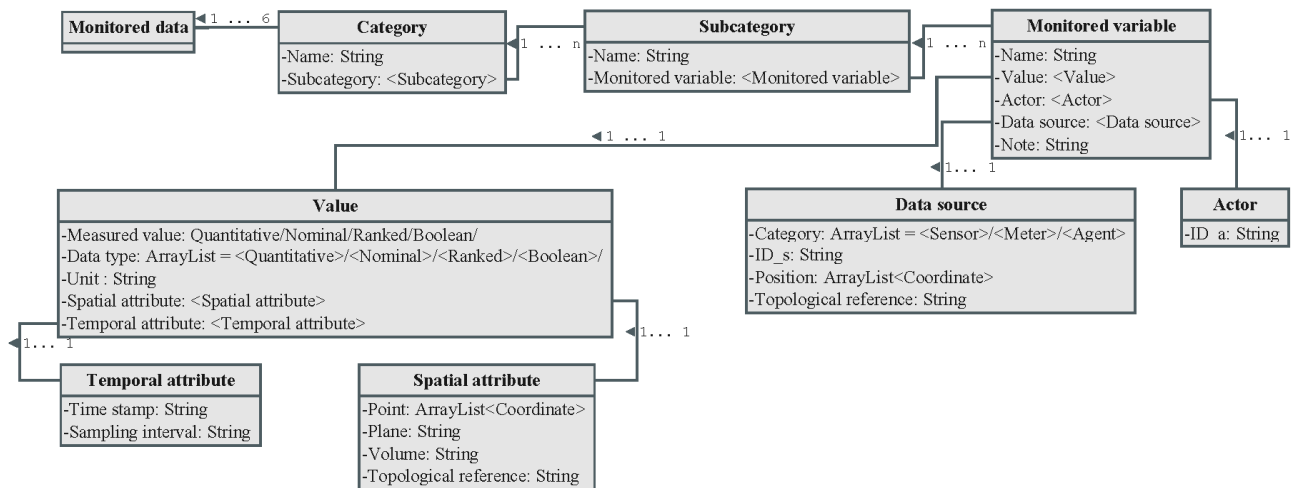 Monitored data
1 ... 6
Category
-Name: String
-Subcategory: <Subcategory>
1 ... n
Subcategory
-Name: String
-Monitored variable: <Monitored variable>
1 ... n
Monitored variable
-Name: String
-Value: <Value>
-Actor: <Actor>
-Data source: <Data source>
-Note: String
1 ... 1
1... 1
1... 1
Value
-Measured value: Quantitative/Nominal/Ranked/Boolean/
-Data type: ArrayList = <Quantitative>/<Nominal>/<Ranked>/<Boolean>/
-Unit : String
-Spatial attribute: <Spatial attribute>
-Temporal attribute: <Temporal attribute>
Data source
-Category: ArrayList = <Sensor>/<Meter>/<Agent>
-ID_s: String
-Position: ArrayList<Coordinate>
-Topological reference: String
Actor
-ID_a: String
1... 1
1... 1
Temporal attribute
-Time stamp: String
-Sampling interval: String
Spatial attribute
-Point: ArrayList<Coordinate>
-Plane: String
-Volume: String
-Topological reference: String